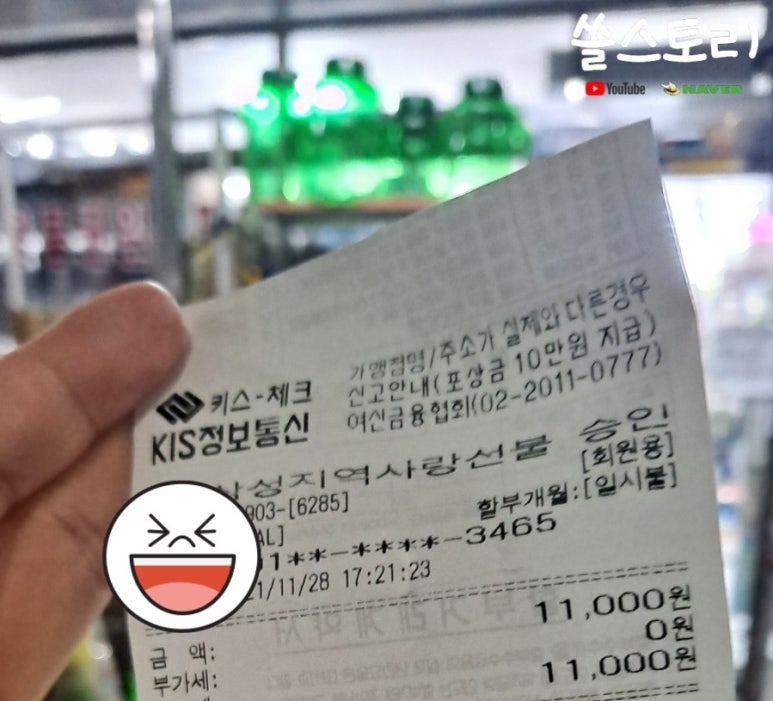 쏠스토리
YouTube NAVER
가맹점명/주소가 실제와 다른경우
신고안내(포상금 10만원 지급)
여신금융협회(02-2011-0777)
키스-체크
KIS정보통신
삼성지역사랑선불 승인
903-[6285] [회원용]
AL] 할부개월:[일시불]
1**-****-3465
1/11/28 17:21:23
금 액: 11,000원
부가세: 0원
11,000원